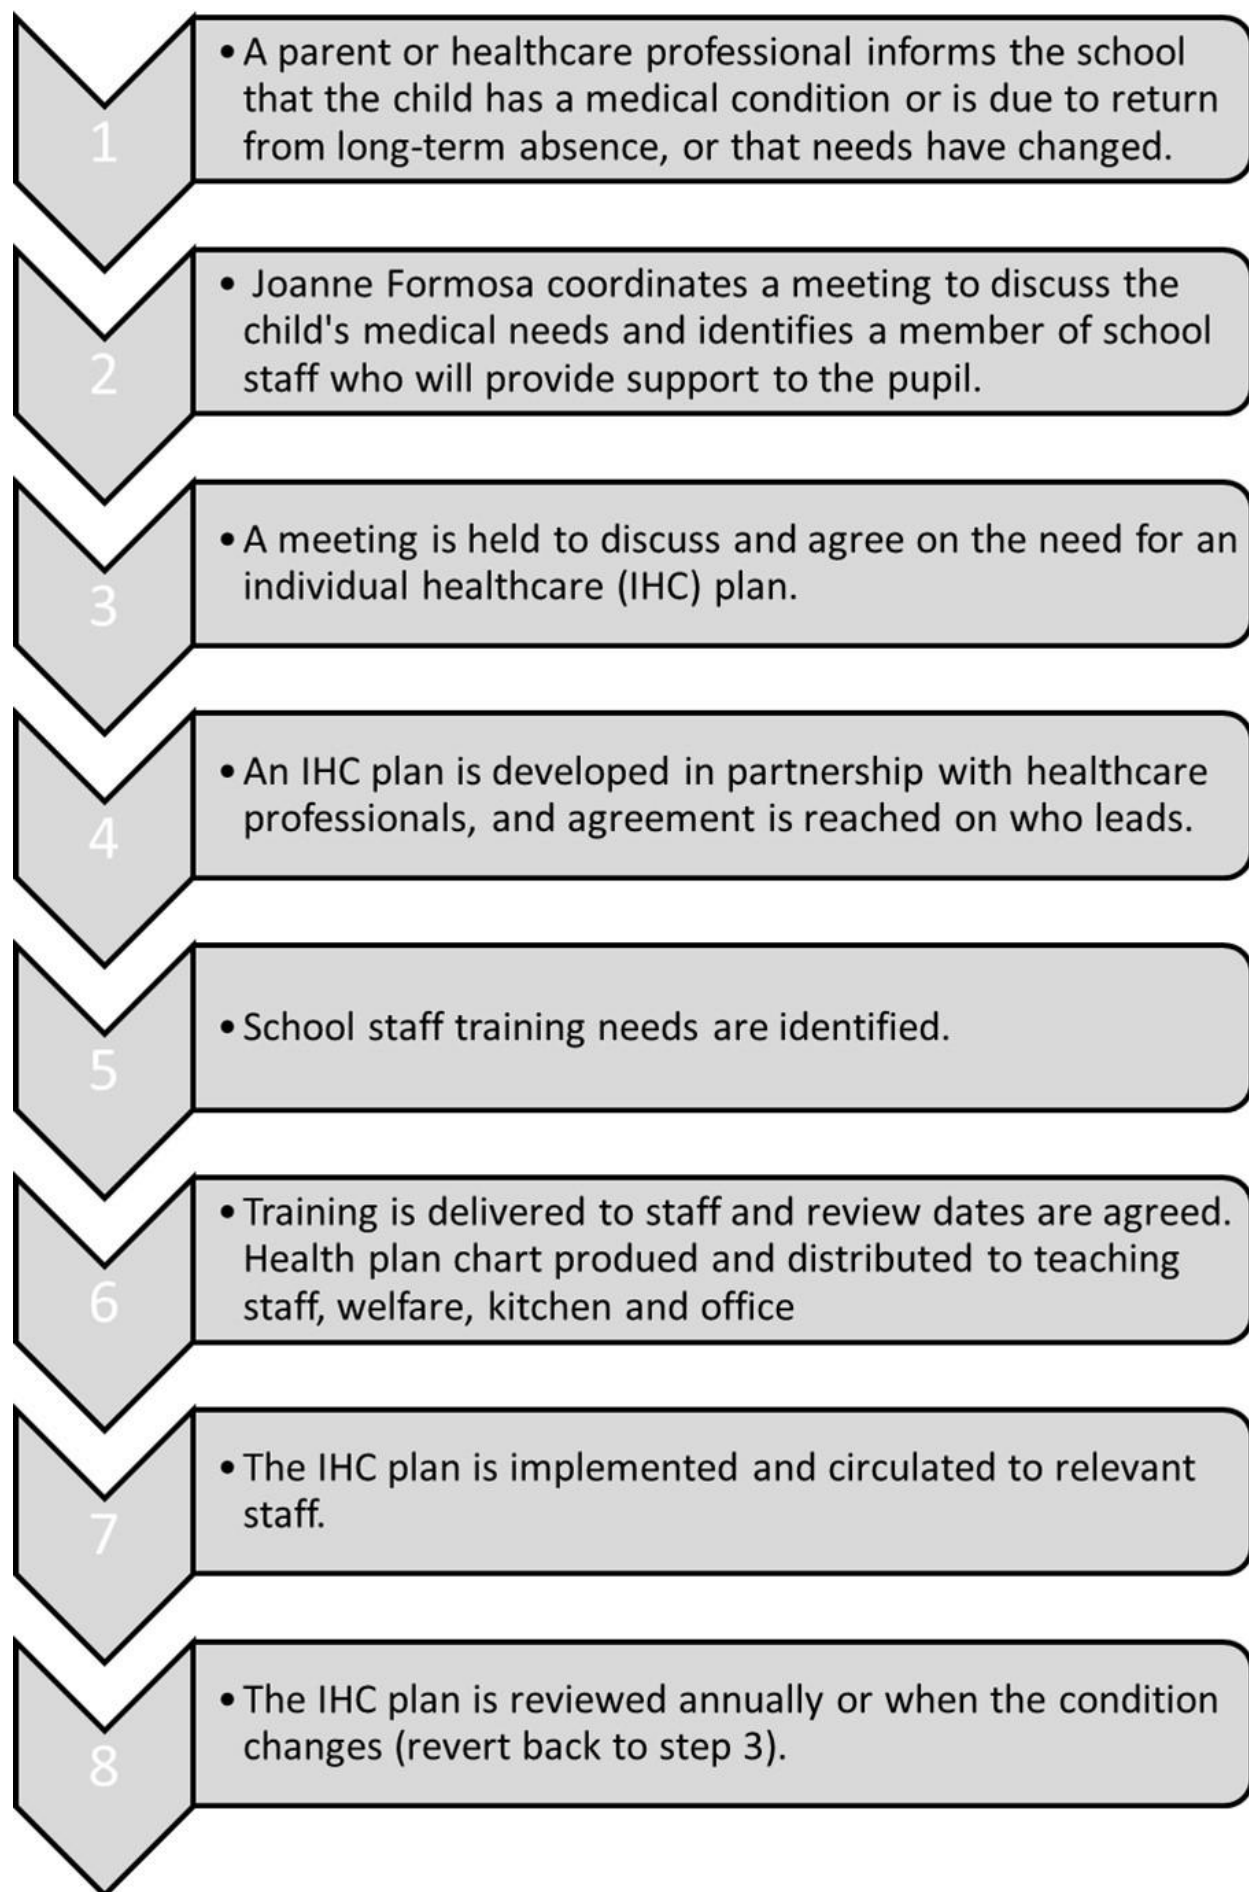 1
• A parent or healthcare professional informs the school
that the child has a medical condition or is due to return
from long-term absence, or that needs have changed.
2
• Joanne Formosa coordinates a meeting to discuss the
child's medical needs and identifies a member of school
staff who will provide support to the pupil.
3
• A meeting is held to discuss and agree on the need for an
individual healthcare (IHC) plan.
4
• An IHC plan is developed in partnership with healthcare
professionals, and agreement is reached on who leads.
5
• School staff training needs are identified.
6
• Training is delivered to staff and review dates are agreed.
Health plan chart produed and distributed to teaching
staff, welfare, kitchen and office
7
• The IHC plan is implemented and circulated to relevant
staff.
8
• The IHC plan is reviewed annually or when the condition
changes (revert back to step 3).